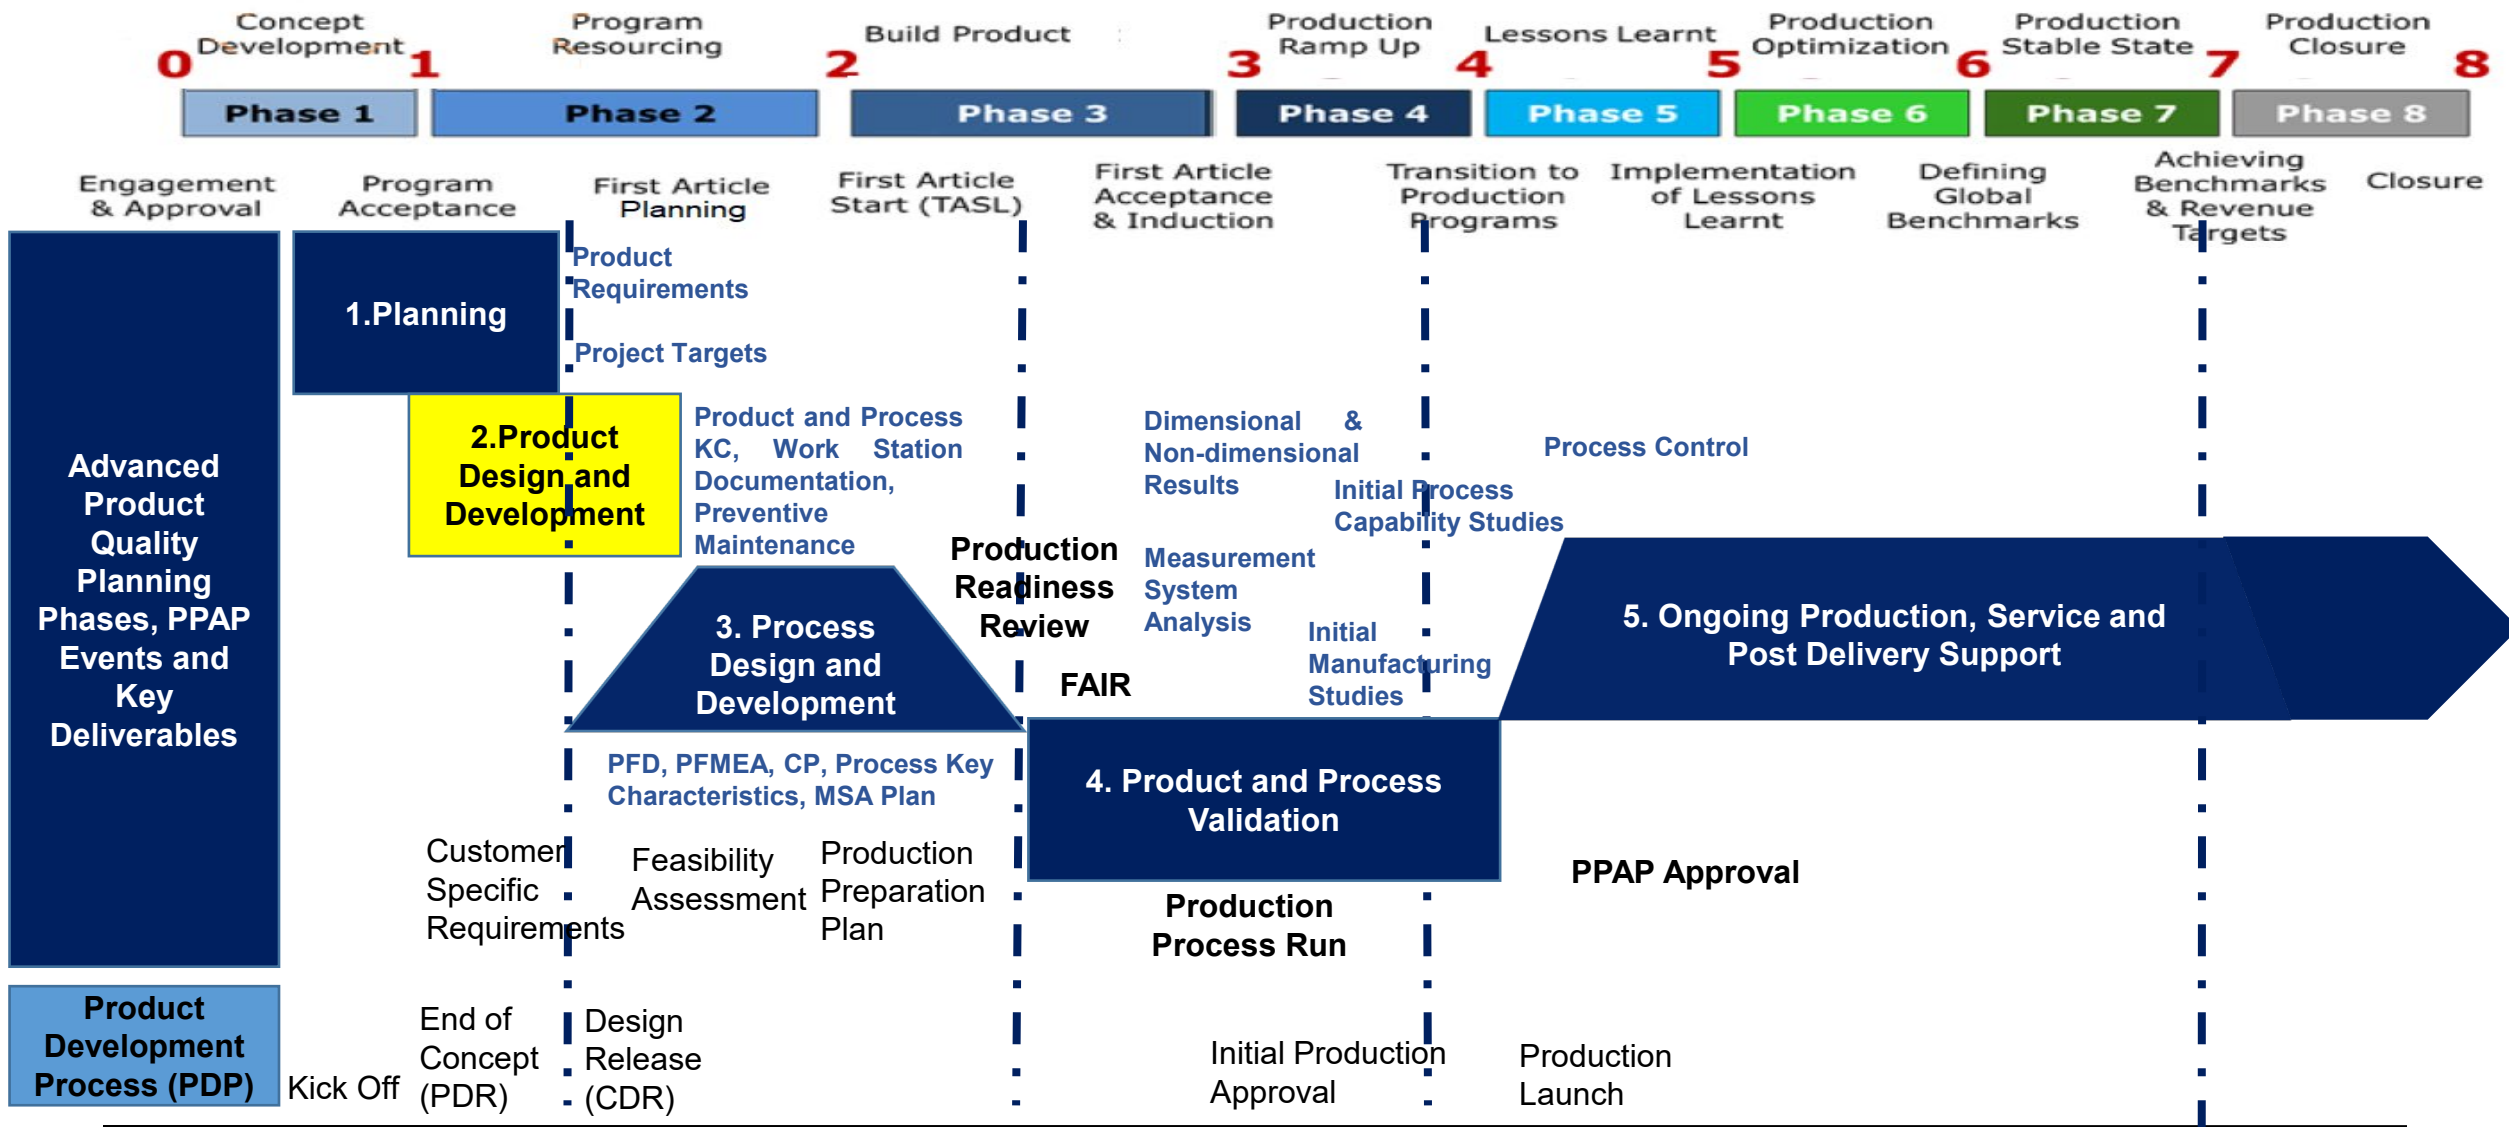 Concept
Development
Program
Resourcing
Build Product
Production
Ramp Up
Lessons Learnt
Production
Optimization
Production
Stable State
Production
Closure
0
1
2
3
4
5
6
7
8
Phase 1
Phase 2
Phase 3
Phase 4
Phase 5
Phase 6
Phase 7
Phase 8
Engagement
& Approval
Program
Acceptance
First Article
Planning
First Article
Start (TASL)
First Article
Acceptance
& Induction
Transition to
Production
Programs
Implementation
of Lessons
Learnt
Defining
Global
Benchmarks
Achieving
Benchmarks
& Revenue
Targets
Closure
Advanced
Product
Quality
Planning
Phases, PPAP
Events and
Key
Deliverables
1.Planning
Product
Requirements
Project Targets
2.Product
Design and
Development
Product and Process
KC, Work Station
Documentation,
Preventive
Maintenance
3. Process
Design and
Development
PFD, PFMEA, CP, Process Key
Characteristics, MSA Plan
Production
Readiness
Review
FAIR
Dimensional &
Non-dimensional
Results
Initial Process
Capability Studies
Measurement
System
Analysis
Initial
Manufacturing
Studies
Process Control
4. Product and Process
Validation
5. Ongoing Production, Service and
Post Delivery Support
Customer
Specific
Requirements
Feasibility
Assessment
Production
Preparation
Plan
Production
Process Run
PPAP Approval
Product
Development
Process (PDP)
Kick Off
End of
Concept
(PDR)
Design
Release
(CDR)
Initial Production
Approval
Production
Launch